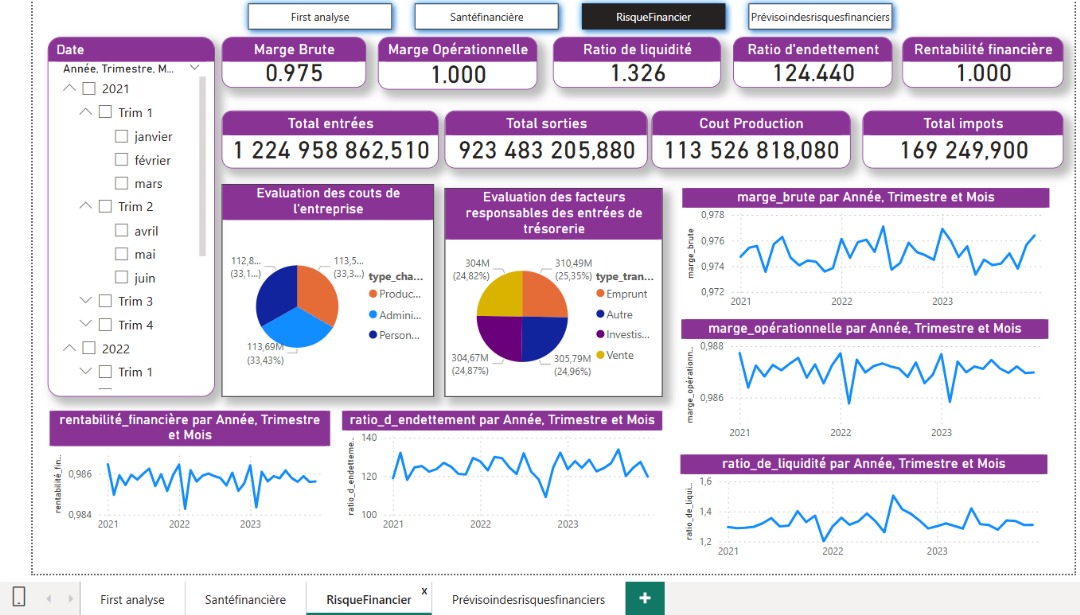 First analyse
Santéfinancière
RisqueFinancier
Prévisoindesrisquesfinanciers
Date
Année, Trimestre, M...
2021
Trim 1
janvier
février
mars
Trim 2
avril
mai
juin
Trim 3
Trim 4
2022
Trim 1
Marge Brute
0.975
Marge Opérationnelle
1.000
Ratio de liquidité
1.326
Ratio d'endettement
124.440
Rentabilité financière
1.000
Total entrées
1 224 958 862,510
Total sorties
923 483 205,880
Cout Production
113 526 818,080
Total impots
169 249,900
Evaluation des couts de
l'entreprise
112,8...
(33,1...)
113,5...
(33,3...)
113,69M
(33,43%)
type_cha...
Produc...
Admini...
Person...
Evaluation des facteurs
responsables des entrées de
trésorerie
304M
(24,82%)
310,49M
(25,35%)
304,67M
(24,87%)
305,79M
(24,96%)
type_tran...
Emprunt
Autre
Investis...
Vente
marge_brute par Année, Trimestre et Mois
marge_brute
0,978
0,976
0,974
0,972
2021
2022
2023
marge_opérationnelle par Année, Trimestre et Mois
marge_opérationn...
0,988
0,986
2021
2022
2023
rentabilité_financière par Année, Trimestre
et Mois
rentabilité_fin...
0,986
0,984
2021
2022
2023
ratio_d_endettement par Année, Trimestre et Mois
ratio_d_endetteme...
140
120
100
2021
2022
2023
ratio_de_liquidité par Année, Trimestre et Mois
ratio_de_liqui...
1,6
1,4
1,2
2021
2022
2023
First analyse
Santéfinancière
RisqueFinancier
x
Prévisoindesrisquesfinanciers
+